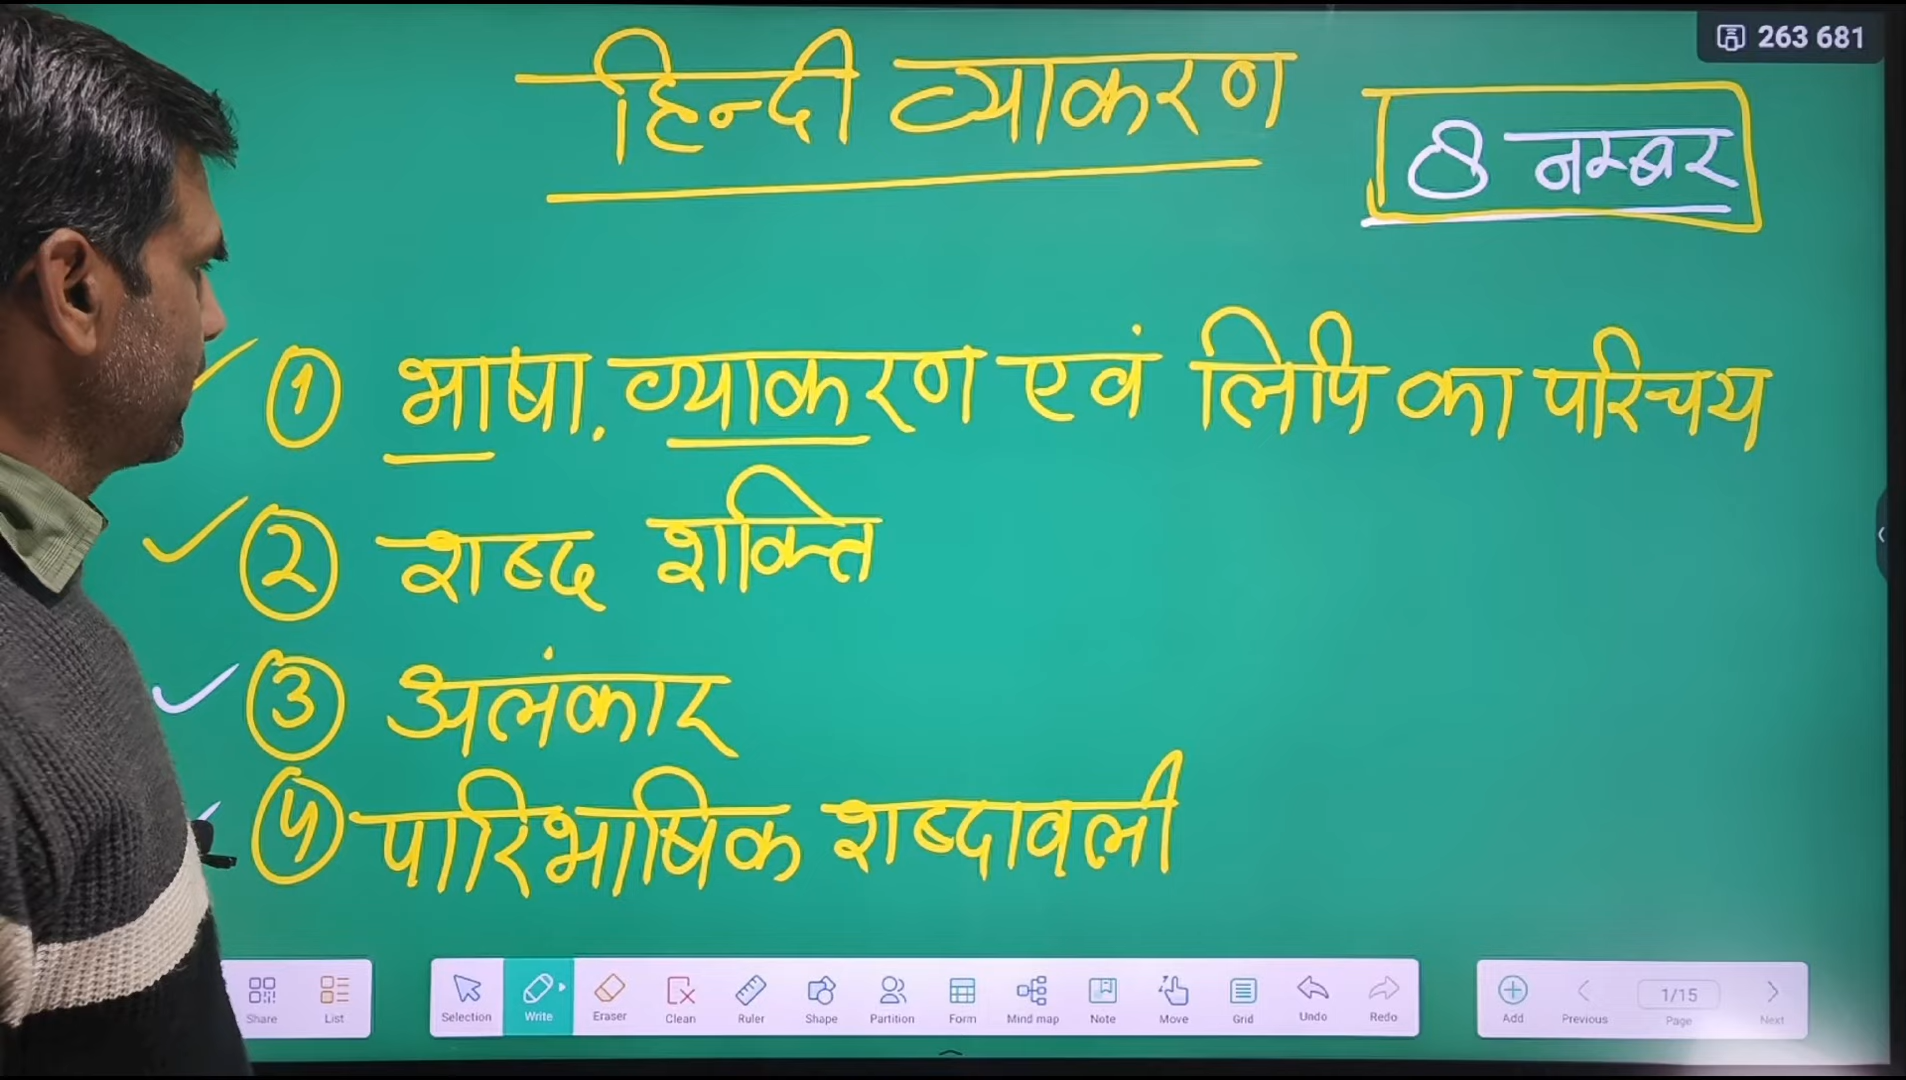 263 681
हिन्दी व्याकरण
8 नम्बर
1 भाषा, व्याकरण एवं लिपि का परिचय
2 शब्द शक्ति
3 अलंकार
4 पारिभाषिक शब्दावली
Share List Selection Write Eraser Clean Ruler Shape Partition Form Mind map Note Move Grid Undo Redo Add Previous 1/15 Page Next